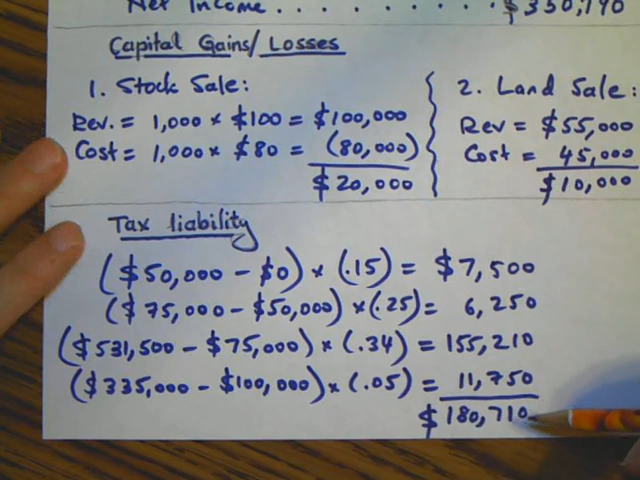 Net Income . . . . . . . . . $350,790
Capital Gains/Losses
1. Stock Sale:
Rev. = 1,000 × $100 = $100,000
Cost = 1,000 × $80 = (80,000)
$20,000
2. Land Sale:
Rev = $55,000
Cost = 45,000
$10,000
Tax liability
($50,000 - $0) × (.15) = $7,500
($75,000 - $50,000) × (.25) = 6,250
($531,500 - $75,000) × (.34) = 155,210
($335,000 - $100,000) × (.05) = 11,750
$180,710